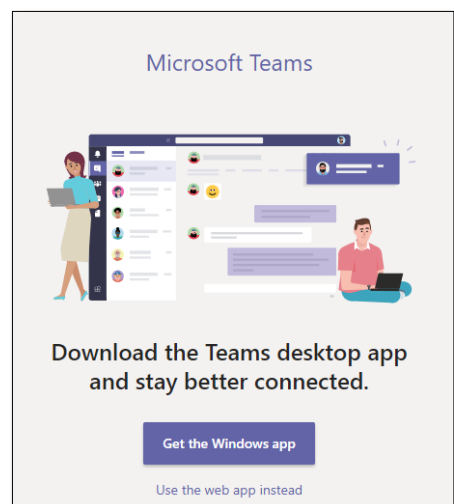 Microsoft Teams
Download the Teams desktop app
and stay better connected.
Get the Windows app
Use the web app instead